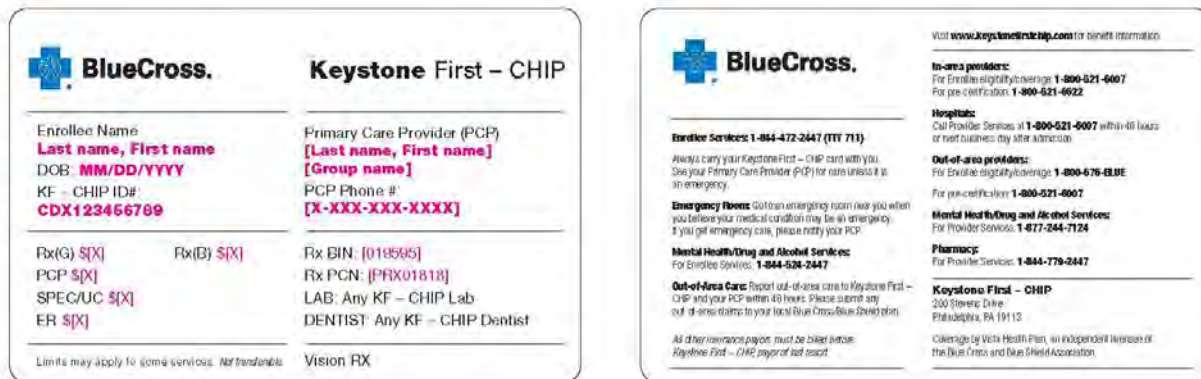 BlueCross.
Keystone First – CHIP
Enrollee Name
Last name, First name
DOB: MM/DD/YYYY
KF – CHIP ID#:
CDX123456789
Primary Care Provider (PCP)
[Last name, First name]
[Group name]
PCP Phone #:
[X-XXX-XXX-XXXX]
Rx(G) $[X] Rx(B) $[X]
PCP $[X]
SPEC/UC $[X]
ER $[X]
Rx BIN: [019595]
Rx PCN: [PRX01818]
LAB: Any KF – CHIP Lab
DENTIST: Any KF – CHIP Dentist
Limits may apply to some services. Not transferable.
Vision RX
BlueCross.
Enrollee Services: 1-844-472-2447 (TTY 711)
Always carry your Keystone First – CHIP card with you.
See your Primary Care Provider (PCP) for care unless it is
an emergency.
Emergency Room: Go to an emergency room near you when
you believe your medical condition may be an emergency.
If you get emergency care, please notify your PCP.
Mental Health/Drug and Alcohol Services:
For Enrollee Services: 1-844-524-2447
Out-of-Area Care: Report out-of-area care to Keystone First –
CHIP and your PCP within 48 hours. Please submit any
out-of-area claims to your local Blue Cross/Blue Shield plan.
All other insurance payors must be billed before
Keystone First – CHIP, payor of last resort.
Visit www.keystonefirstchip.com for benefit information.
In-area providers:
For Enrollee eligibility/coverage: 1-800-521-6007
For pre-certification: 1-800-521-6622
Hospitals:
Call Provider Services at 1-800-521-6007 within 48 hours
or next business day after admission
Out-of-area providers:
For Enrollee eligibility/coverage: 1-800-676-BLUE
For pre-certification: 1-800-521-6007
Mental Health/Drug and Alcohol Services:
For Provider Services: 1-877-244-7124
Pharmacy:
For Provider Services: 1-844-779-2447
Keystone First – CHIP
200 Stevens Drive
Philadelphia, PA 19113
Coverage by Vista Health Plan, an independent licensee of
the Blue Cross and Blue Shield Association.